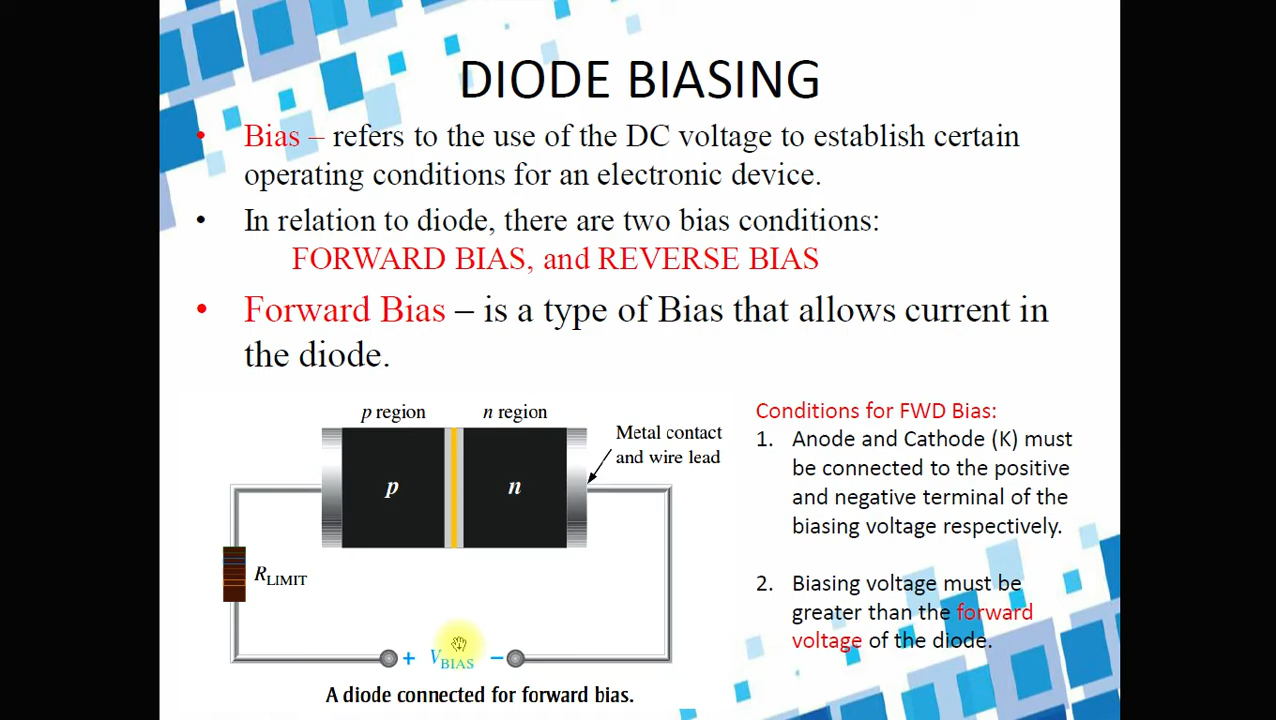 DIODE BIASING
• Bias – refers to the use of the DC voltage to establish certain
operating conditions for an electronic device.
• In relation to diode, there are two bias conditions:
FORWARD BIAS, and REVERSE BIAS
• Forward Bias – is a type of Bias that allows current in
the diode.
p region
n region
Metal contact
and wire lead
p
n
RLIMIT
+ VBIAS −
A diode connected for forward bias.
Conditions for FWD Bias:
1. Anode and Cathode (K) must
be connected to the positive
and negative terminal of the
biasing voltage respectively.
2. Biasing voltage must be
greater than the forward
voltage of the diode.